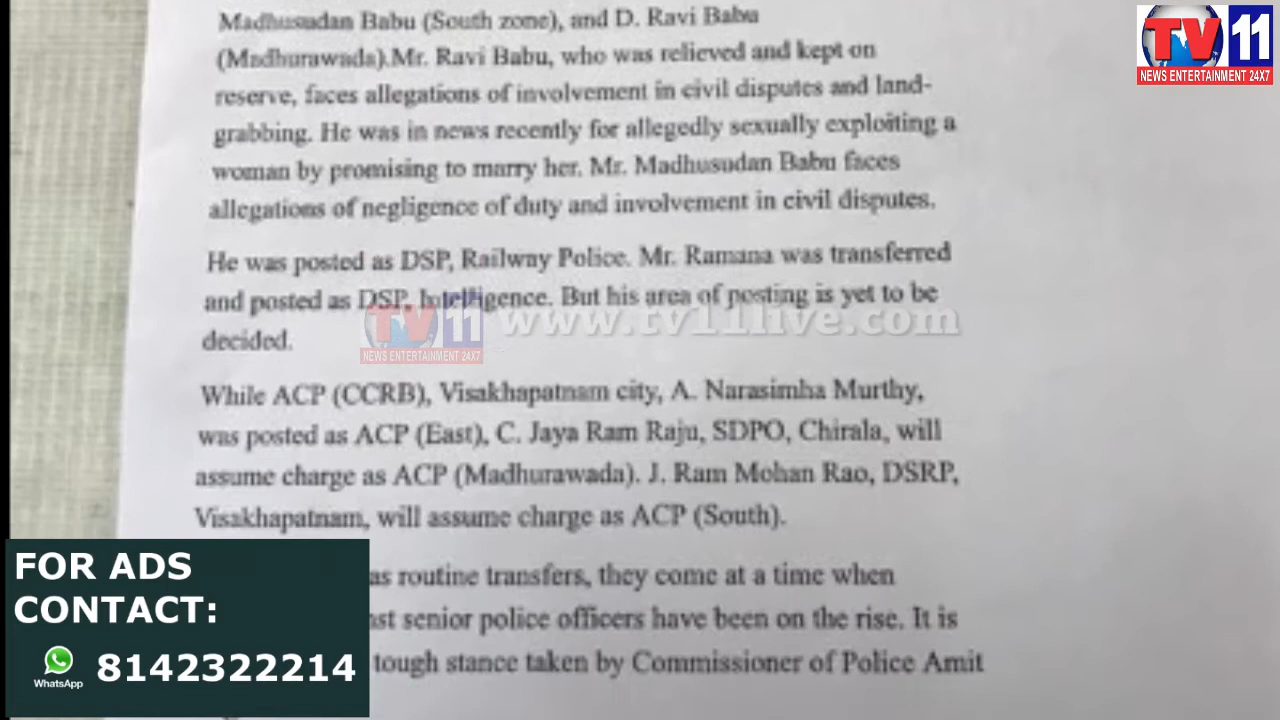 Madhusudan Babu (South zone), and D. Ravi Babu
(Madhurawada).Mr. Ravi Babu, who was relieved and kept on
reserve, faces allegations of involvement in civil disputes and land-
grabbing. He was in news recently for allegedly sexually exploiting a
woman by promising to marry her. Mr. Madhusudan Babu faces
allegations of negligence of duty and involvement in civil disputes.
He was posted as DSP, Railway Police. Mr. Ramana was transferred
and posted as DSP, Intelligence. But his area of posting is yet to be
decided.
While ACP (CCRB), Visakhapatnam city, A. Narasimha Murthy,
was posted as ACP (East), C. Jaya Ram Raju, SDPO, Chirala, will
assume charge as ACP (Madhurawada). J. Ram Mohan Rao, DSRP,
Visakhapatnam, will assume charge as ACP (South).
as routine transfers, they come at a time when
senior police officers have been on the rise. It is
tough stance taken by Commissioner of Police Amit
TV 11
NEWS ENTERTAINMENT 24X7
TV 11 www.tv11live.com
NEWS ENTERTAINMENT 24X7
FOR ADS
CONTACT:
WhatsApp 8142322214